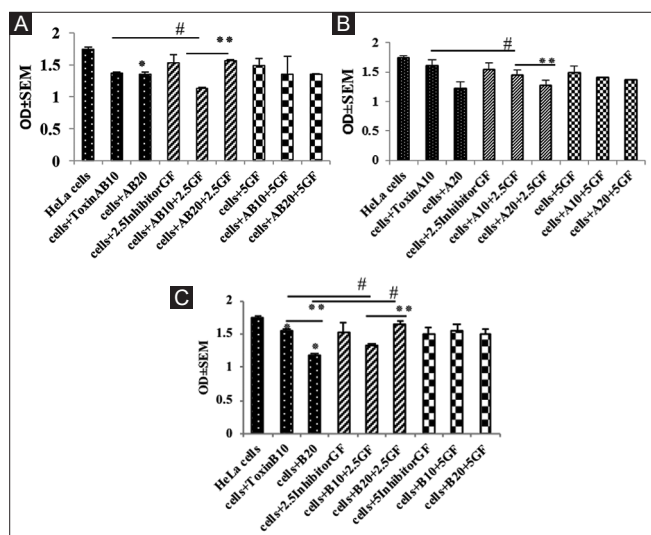 A
OD±SEM
2
1.5
1
0.5
0
#
**
*
HeLa cells
cells+ToxinAB10
cells+AB20
cells+2.5InhibitorGF
cells+AB10+2.5GF
cells+AB20+2.5GF
cells+5GF
cells+AB10+5GF
cells+AB20+5GF
B
OD±SEM
2
1.5
1
0.5
0
#
**
HeLa cells
cells+ToxinA10
cells+A20
cells+2.5InhibitorGF
cells+A10+2.5GF
cells+A20+2.5GF
cells+5GF
cells+A10+5GF
cells+A20+5GF
C
OD±SEM
2
1.5
1
0.5
0
#
#
**
**
*
*
HeLa cells
cells+ToxinB10
cells+B20
cells+2.5InhibitorGF
cells+B10+2.5GF
cells+B20+2.5GF
cells+5InhibitorGF
cells+B10+5GF
cells+B20+5GF